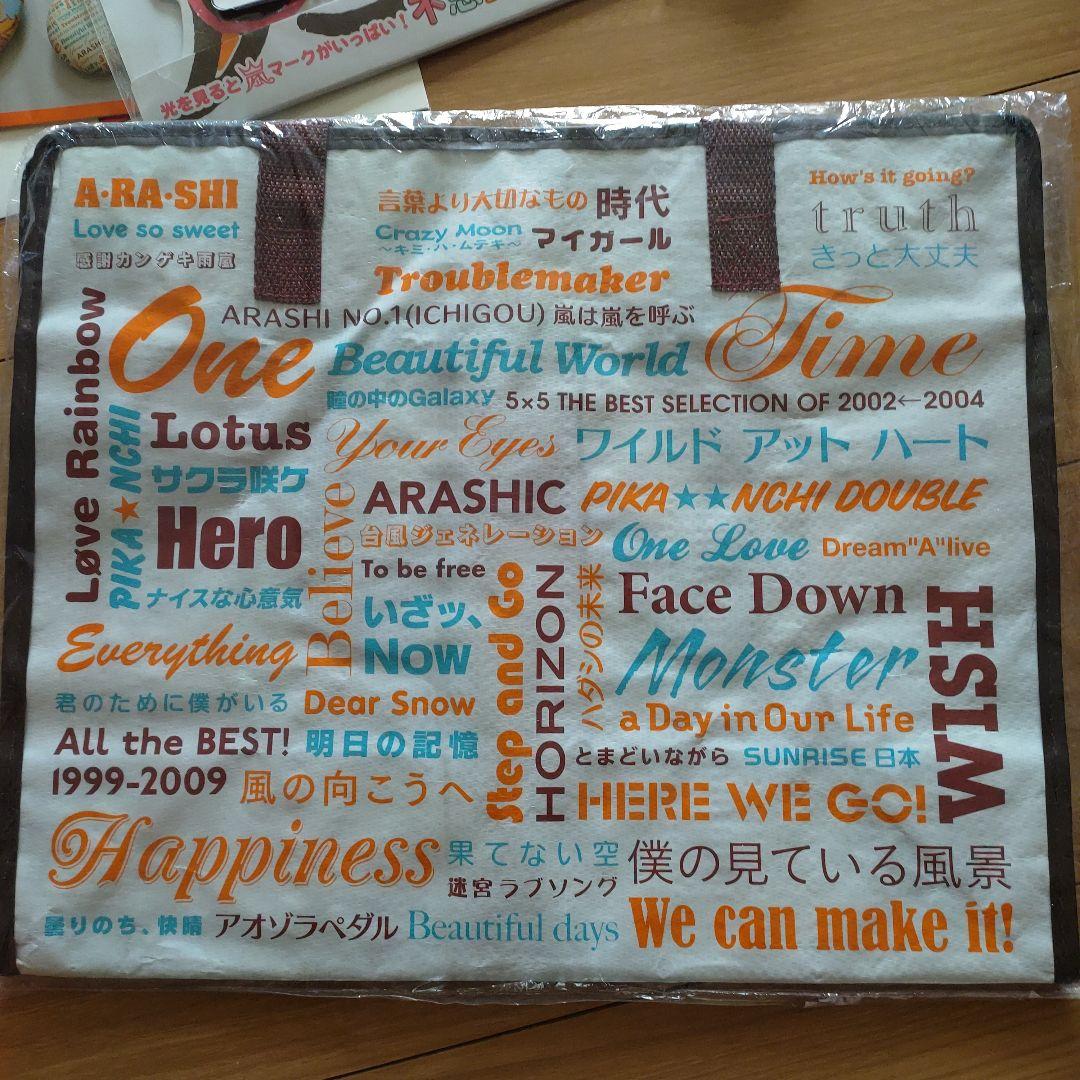 光を見ると嵐マークがいっぱい!
ARASHI
A・RA・SHI
Love so sweet
感謝カンゲキ雨嵐
言葉より大切なもの
時代
Crazy Moon
～キミ・ハ・ムテキ～
マイガール
Troublemaker
How's it going?
truth
きっと大丈夫
ARASHI NO.1(ICHIGOU) 嵐は嵐を呼ぶ
One
Beautiful World
Time
瞳の中のGalaxy
5×5 THE BEST SELECTION OF 2002←2004
Løve Rainbow
PIKA★NCHI
Lotus
サクラ咲ケ
Hero
ナイスな心意気
Your Eyes
ワイルド アット ハート
Believe
ARASHIC
PIKA★★NCHI DOUBLE
台風ジェネレーション
One Love
Dream"A"live
To be free
いざッ、
Now
Step and Go
HORIZON
ハダシの未来
Face Down
Monster
WISH
Everything
君のために僕がいる
Dear Snow
a Day in Our Life
All the BEST!
1999-2009
明日の記憶
とまどいながら
SUNRISE 日本
風の向こうへ
HERE WE GO!
Happiness
果てない空
迷宮ラブソング
僕の見ている風景
曇りのち、快晴
アオゾラペダル
Beautiful days
We can make it!